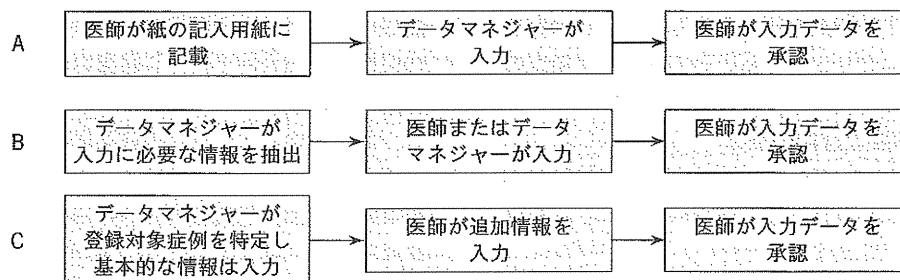 A
医師が紙の記入用紙に
記載
データマネジャーが
入力
医師が入力データを
承認
B
データマネジャーが
入力に必要な情報を抽出
医師またはデータ
マネジャーが入力
医師が入力データを
承認
C
データマネジャーが
登録対象症例を特定し
基本的な情報は入力
医師が追加情報を
入力
医師が入力データを
承認